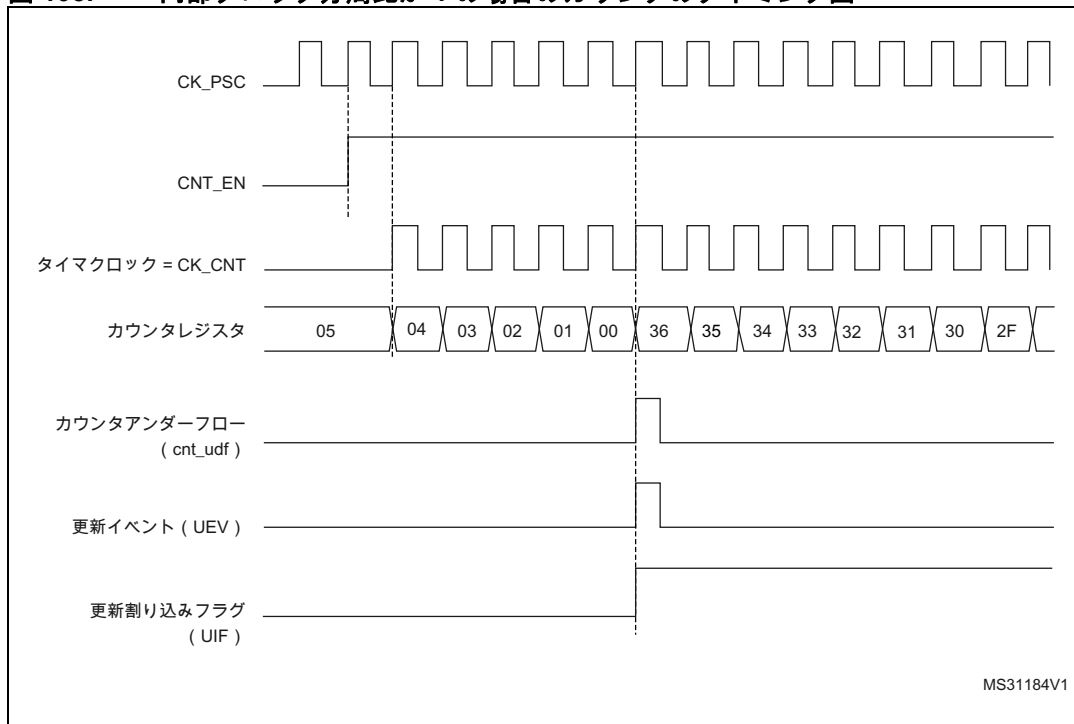 CK_PSC
CNT_EN
タイマクロック = CK_CNT
カウンタレジスタ
05 04 03 02 01 00 36 35 34 33 32 31 30 2F
カウンタアンダーフロー
( cnt_udf )
更新イベント ( UEV )
更新割り込みフラグ
( UIF )
MS31184V1